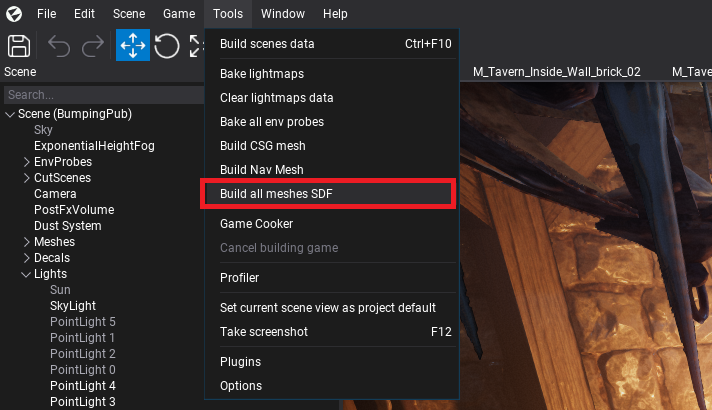 File Edit Scene Game Tools Window Help
Build scenes data Ctrl+F10
Scene
Bake lightmaps
M_Tavern_Inside_Wall_brick_02 M_Tave
Search...
Clear lightmaps data
Scene (BumpingPub)
Bake all env probes
Sky
ExponentialHeightFog
Build CSG mesh
EnvProbes
Build Nav Mesh
CutScenes
Camera
Build all meshes SDF
PostFxVolume
Dust System
Game Cooker
Meshes
Cancel building game
Decals
Lights
Profiler
Sun
SkyLight
Set current scene view as project default
PointLight 5
PointLight 1
Take screenshot F12
PointLight 2
PointLight 0
Plugins
PointLight 4
Options
PointLight 3